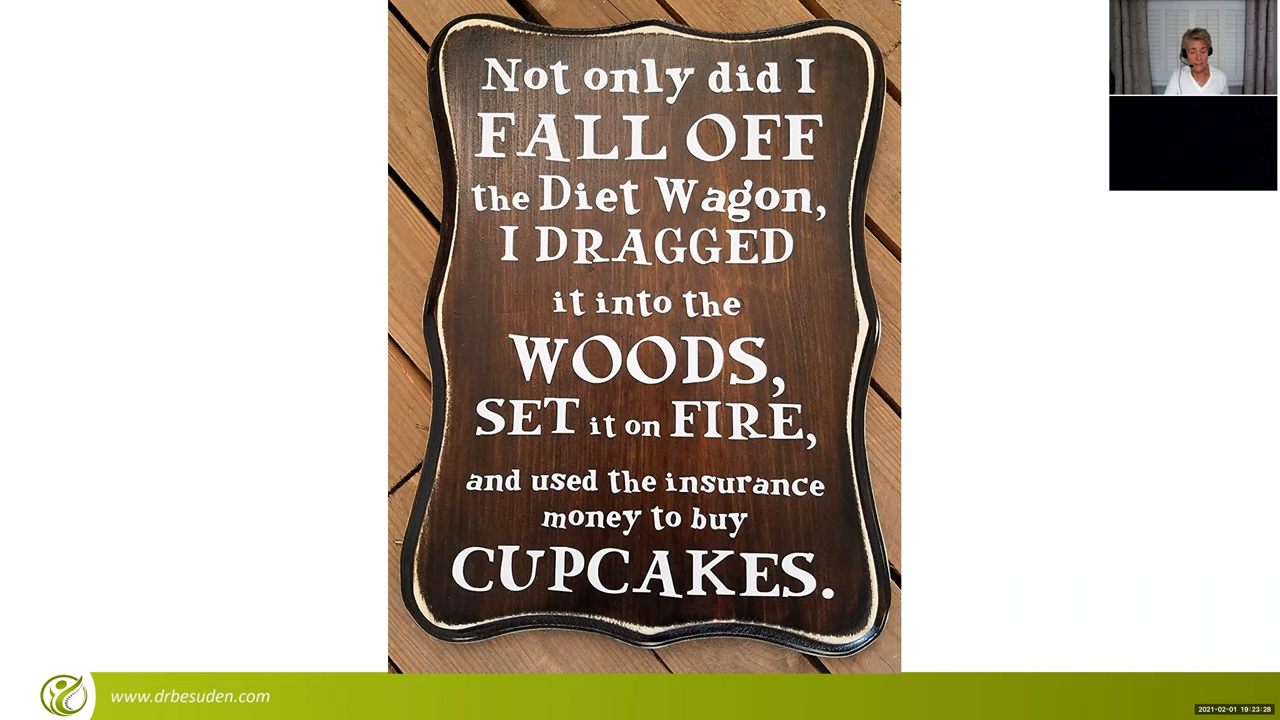 Not only did I
FALL OFF
the Diet Wagon,
I DRAGGED
it into the
WOODS,
SET it on FIRE,
and used the insurance
money to buy
CUPCAKES.
www.drbesuden.com
2021-02-01 19:23:28